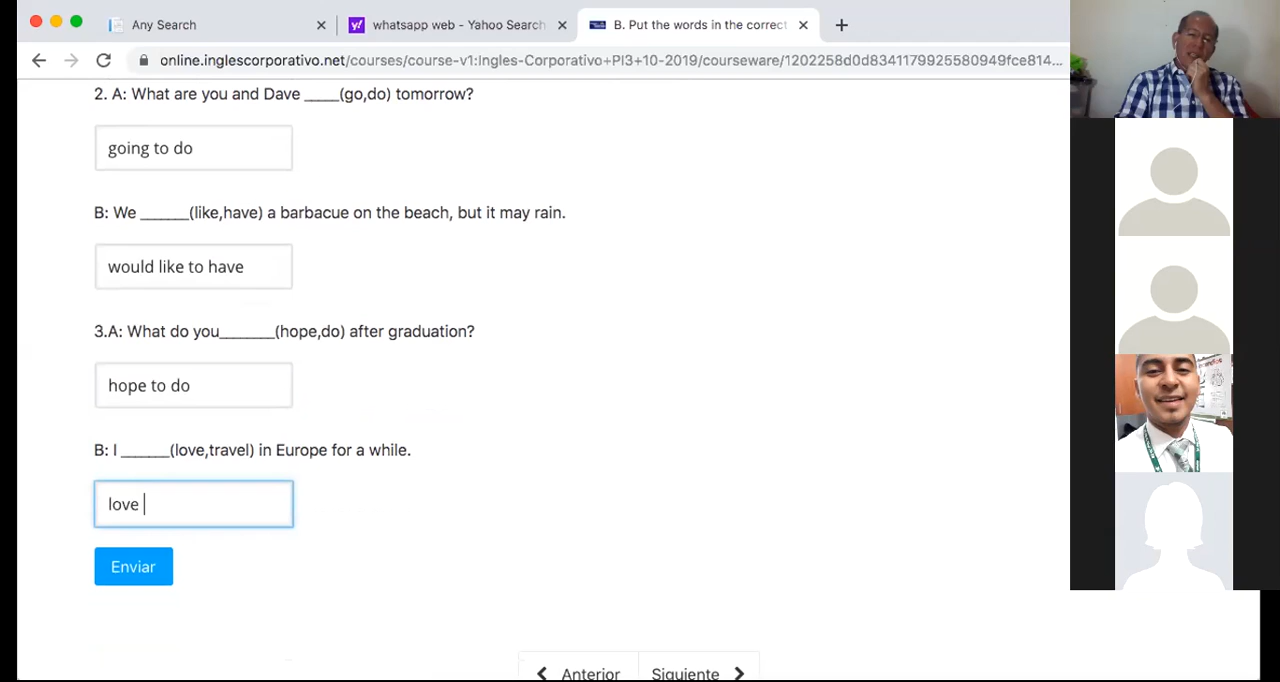 Any Search
whatsapp web - Yahoo Search
B. Put the words in the correct
online.inglescorporativo.net/courses/course-v1:Ingles-Corporativo+PI3+10-2019/courseware/1202258d0d8341179925580949fce814...
2. A: What are you and Dave _____(go,do) tomorrow?
going to do
B: We _______(like,have) a barbacue on the beach, but it may rain.
would like to have
3.A: What do you________(hope,do) after graduation?
hope to do
B: I _______(love,travel) in Europe for a while.
love
Enviar
Anterior Siguiente